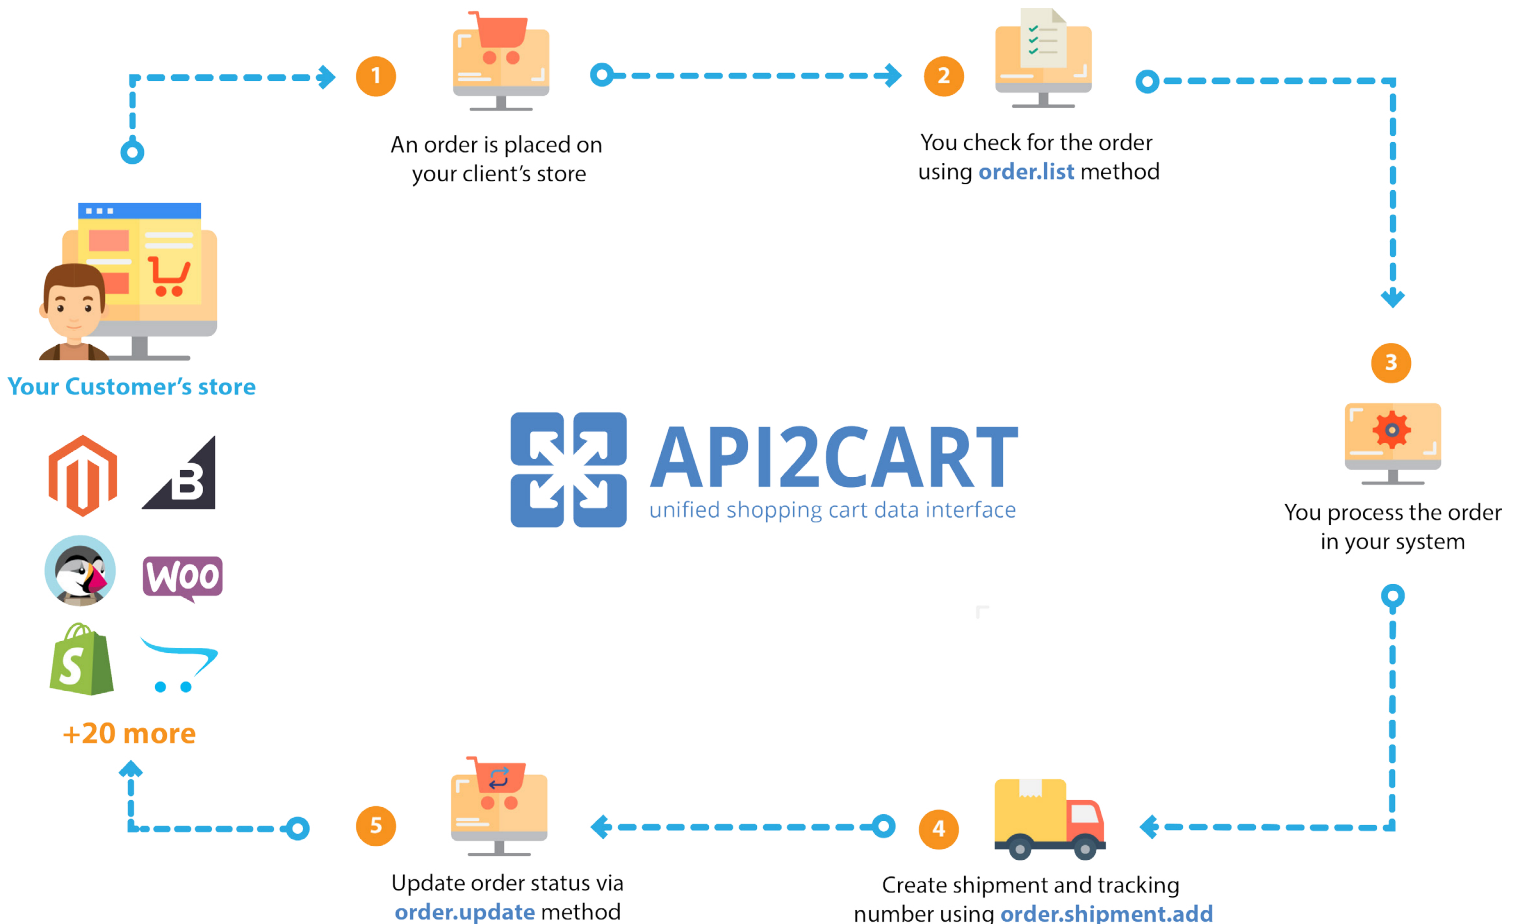 1
An order is placed on
your client's store
2
You check for the order
using order.list method
Your Customer's store
3
You process the order
in your system
API2CART
unified shopping cart data interface
B
WOO
S
+20 more
5
Update order status via
order.update method
4
Create shipment and tracking
number using order.shipment.add